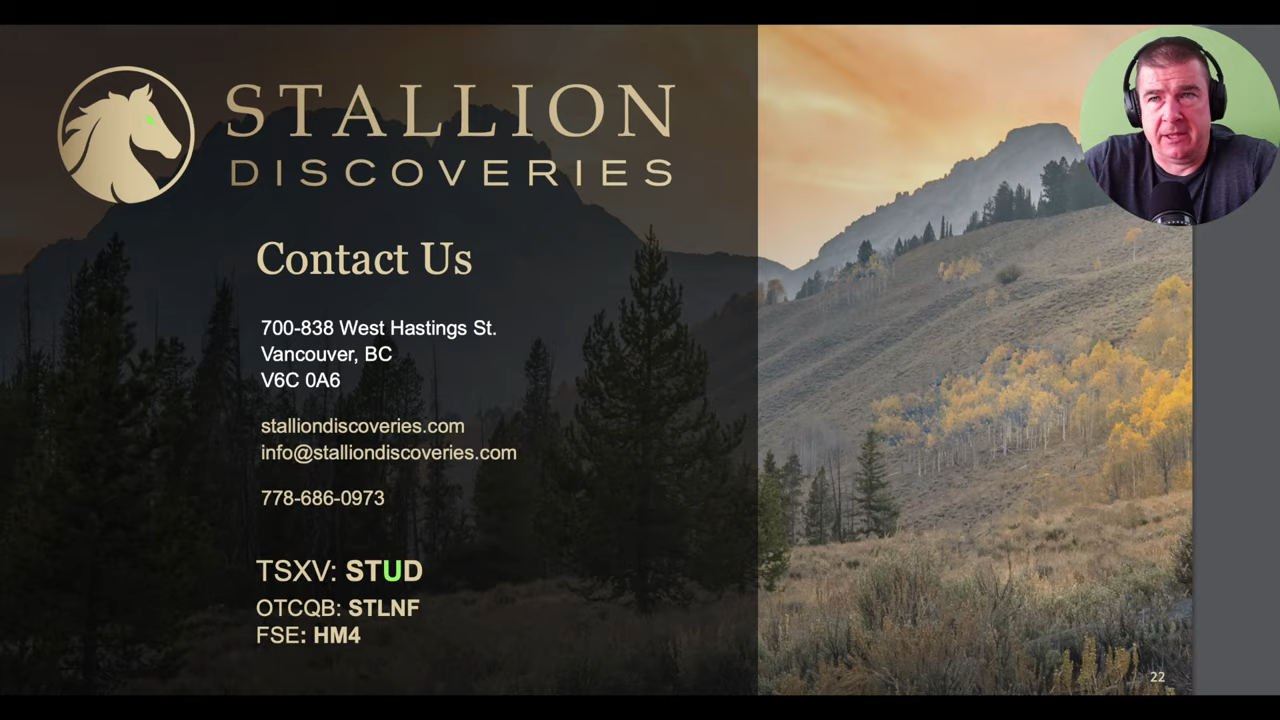 STALLION
DISCOVERIES
Contact Us
700-838 West Hastings St.
Vancouver, BC
V6C 0A6
stalliondiscoveries.com
info@stalliondiscoveries.com
778-686-0973
TSXV: STUD
OTCQB: STLNF
FSE: HM4
22